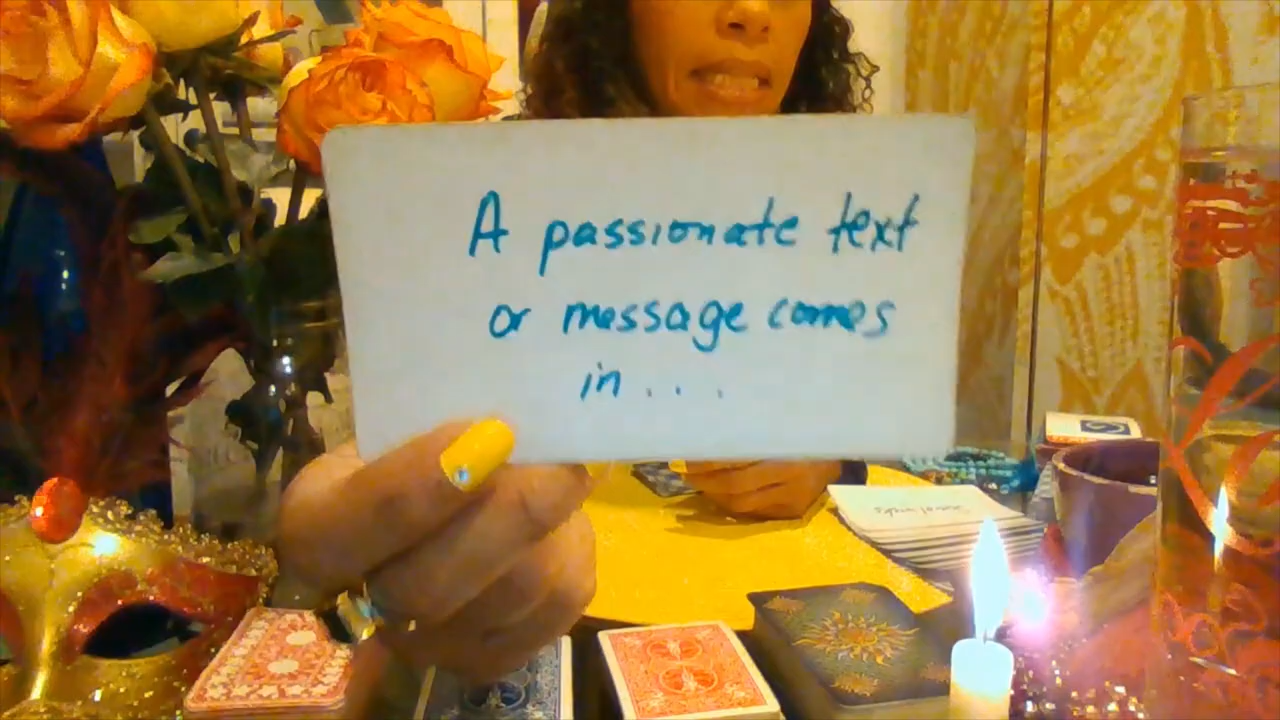 A passionate text
or message comes
in . . .